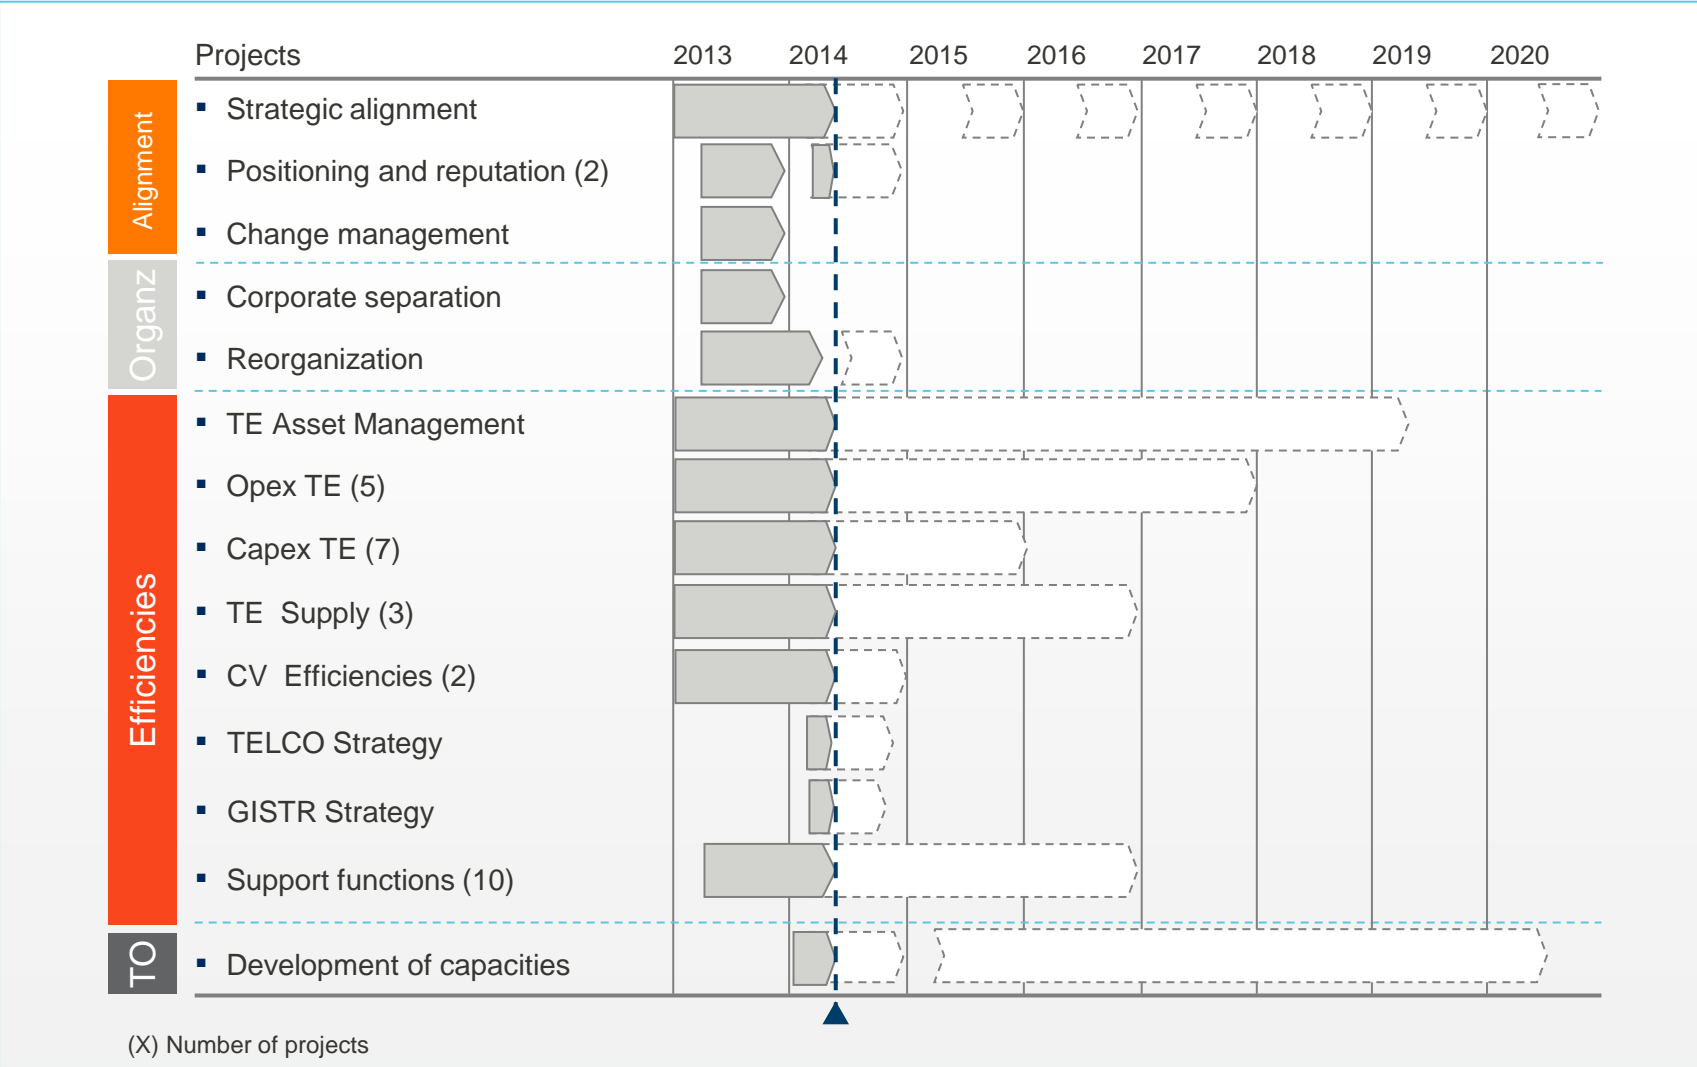 Projects 2013 2014 2015 2016 2017 2018 2019 2020
Alignment
▪ Strategic alignment
▪ Positioning and reputation (2)
▪ Change management
Organz
▪ Corporate separation
▪ Reorganization
Efficiencies
▪ TE Asset Management
▪ Opex TE (5)
▪ Capex TE (7)
▪ TE  Supply (3)
▪ CV  Efficiencies (2)
▪ TELCO Strategy
▪ GISTR Strategy
▪ Support functions (10)
TO
▪ Development of capacities
(X) Number of projects